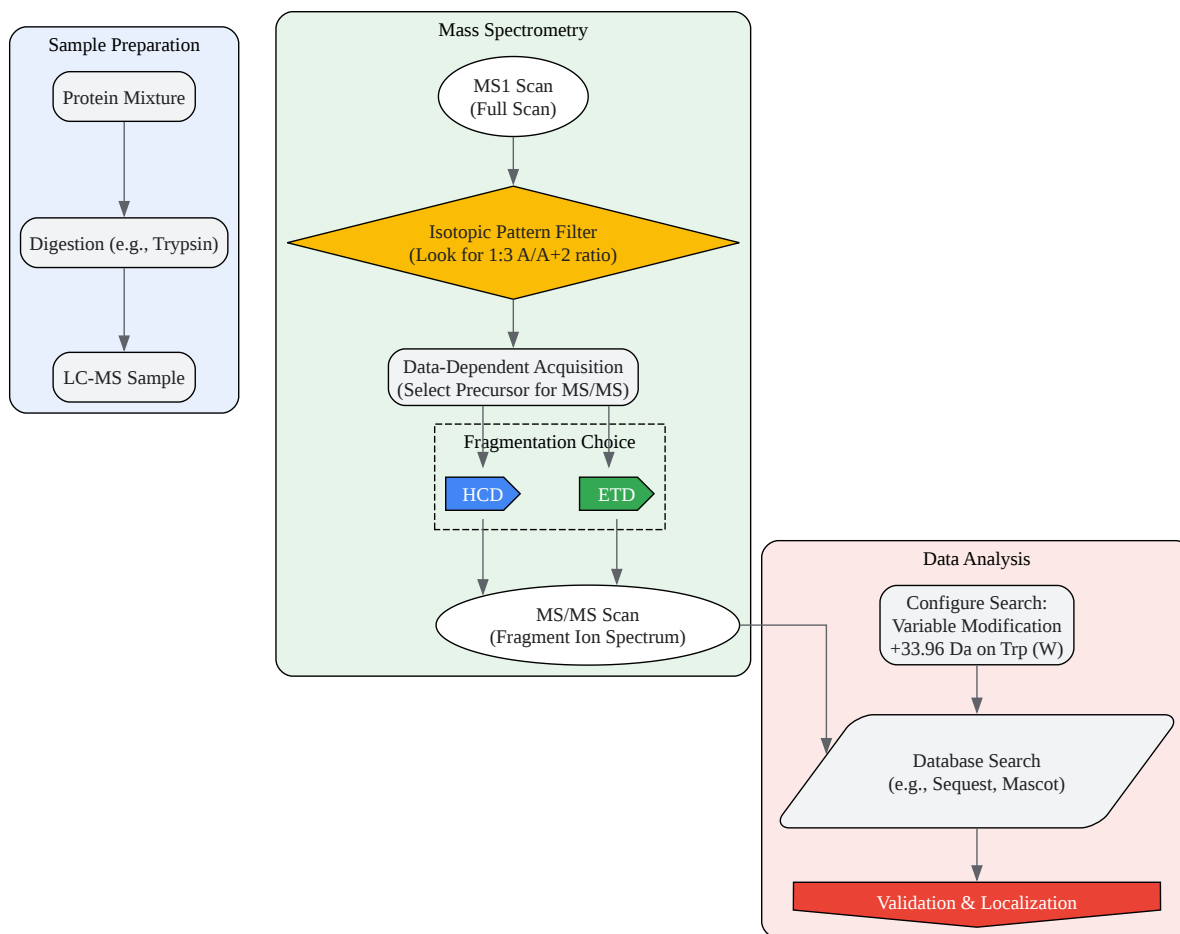 Sample Preparation
Protein Mixture
Digestion (e.g., Trypsin)
LC-MS Sample
Mass Spectrometry
MS1 Scan
(Full Scan)
Isotopic Pattern Filter
(Look for 1:3 A/A+2 ratio)
Data-Dependent Acquisition
(Select Precursor for MS/MS)
Fragmentation Choice
HCD
ETD
MS/MS Scan
(Fragment Ion Spectrum)
Data Analysis
Configure Search:
Variable Modification
+33.96 Da on Trp (W)
Database Search
(e.g., Sequest, Mascot)
Validation & Localization